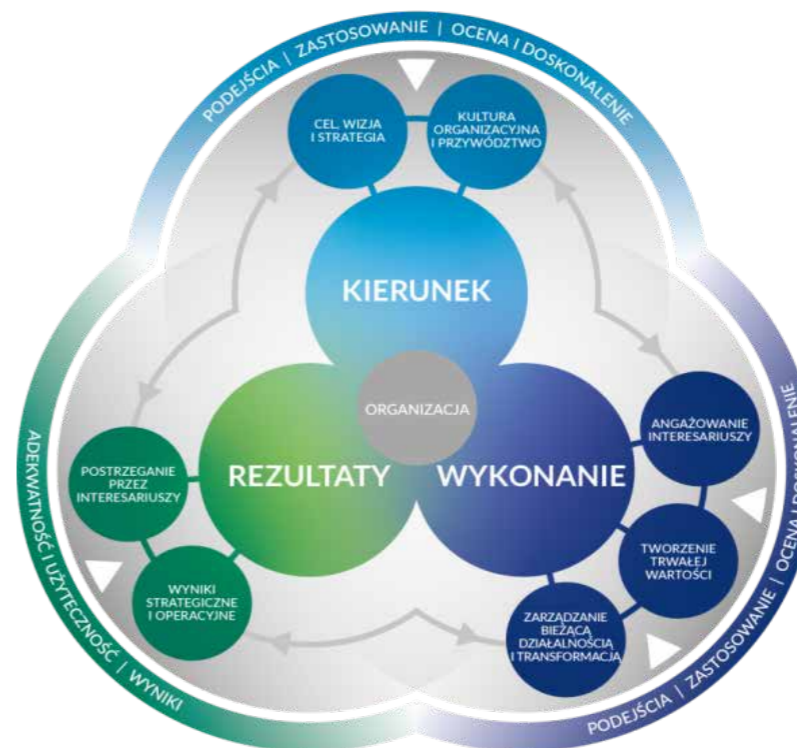 PODEJŚCIA | ZASTOSOWANIE | OCENA I DOSKONALENIE
CEL, WIZJA
I STRATEGIA
KULTURA
ORGANIZACYJNA
I PRZYWÓDZTWO
KIERUNEK
ORGANIZACJA
REZULTATY
WYKONANIE
ANGAŻOWANIE
INTERESARIUSZY
TWORZENIE
TRWAŁEJ
WARTOŚCI
ZARZĄDZANIE
BIEŻĄCĄ
DZIAŁALNOŚCIĄ
I TRANSFORMACJĄ
POSTRZEGANIE
PRZEZ
INTERESARIUSZY
WYNIKI
STRATEGICZNE
I OPERACYJNE
ADEKWATNOŚĆ I UŻYTECZNOŚĆ | WYNIKI
PODEJŚCIA | ZASTOSOWANIE | OCENA I DOSKONALENIE